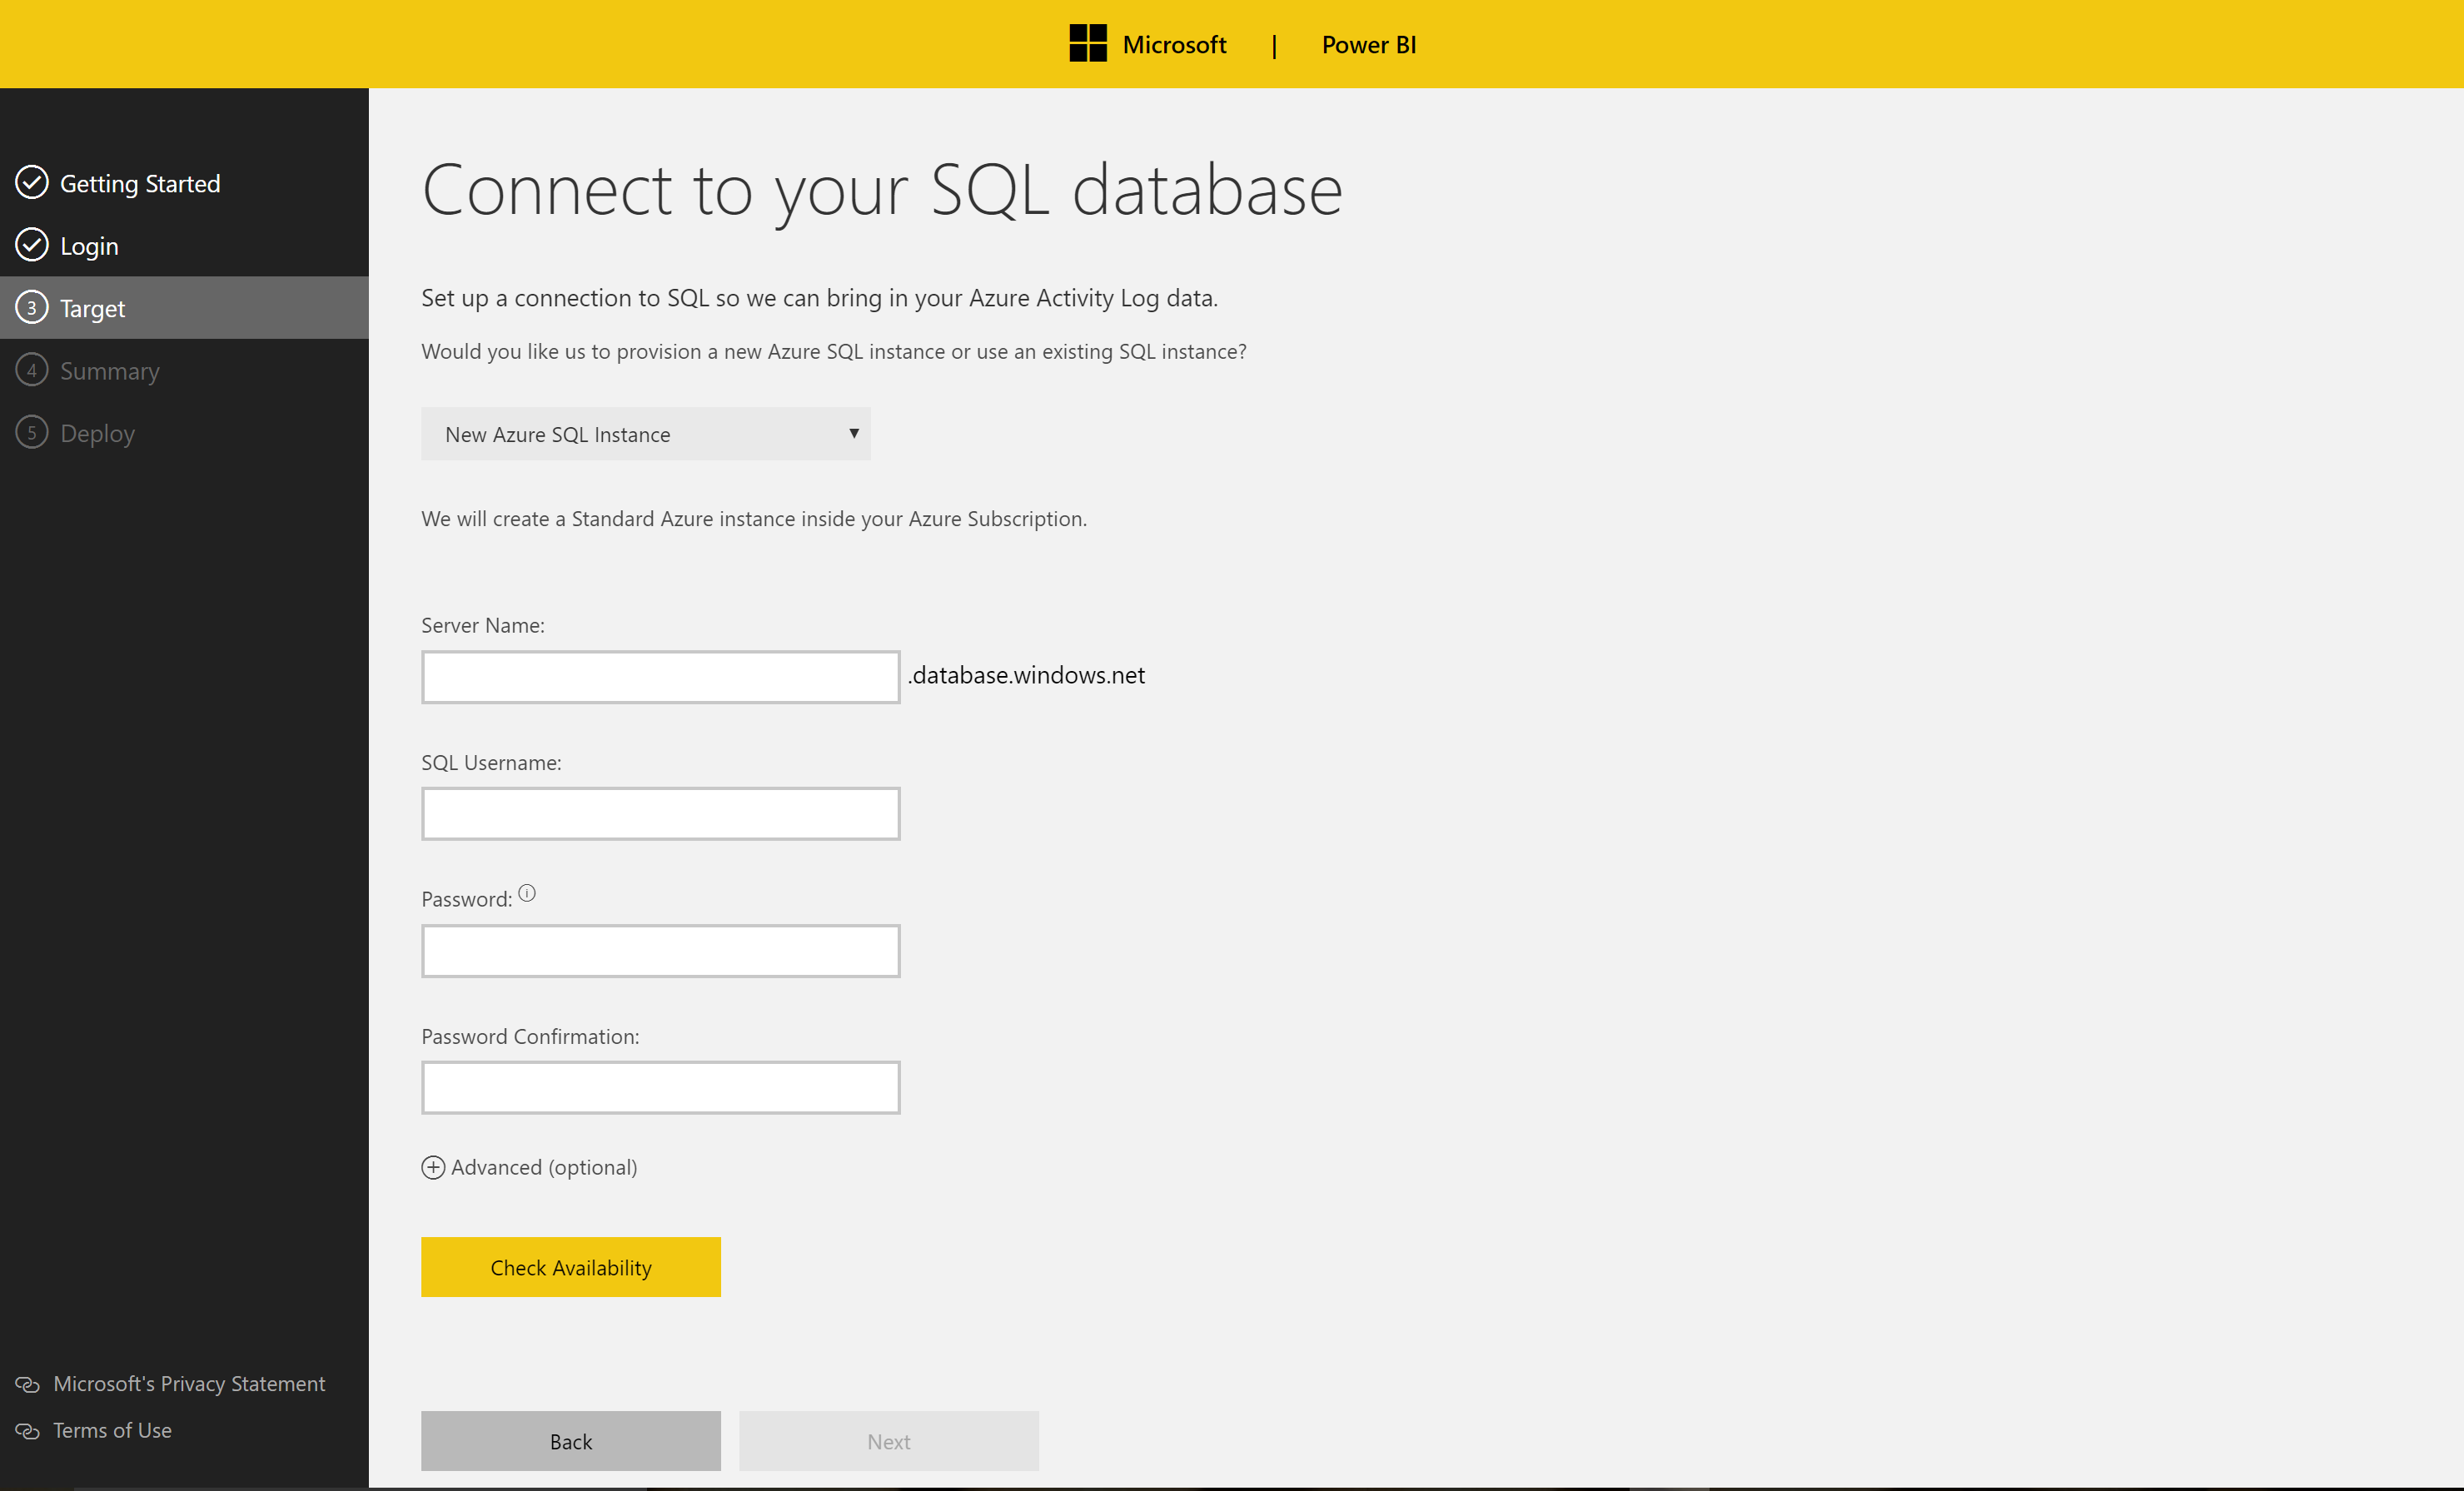 Microsoft | Power BI
Getting Started
Login
3 Target
4 Summary
5 Deploy
Microsoft's Privacy Statement
Terms of Use
Connect to your SQL database
Set up a connection to SQL so we can bring in your Azure Activity Log data.
Would you like us to provision a new Azure SQL instance or use an existing SQL instance?
New Azure SQL Instance
We will create a Standard Azure instance inside your Azure Subscription.
Server Name:
.database.windows.net
SQL Username:
Password:
Password Confirmation:
Advanced (optional)
Check Availability
Back Next